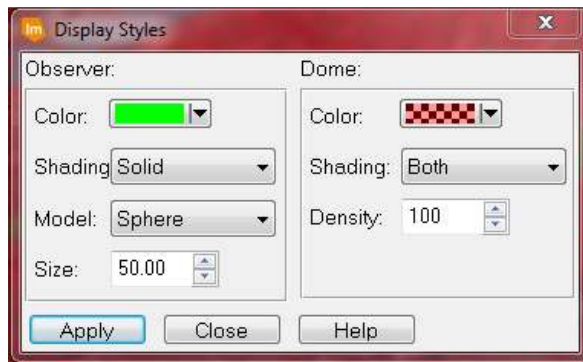 Im Display Styles x
Observer:
Color:
Shading Solid
Model: Sphere
Size: 50.00
Dome:
Color:
Shading: Both
Density: 100
Apply Close Help